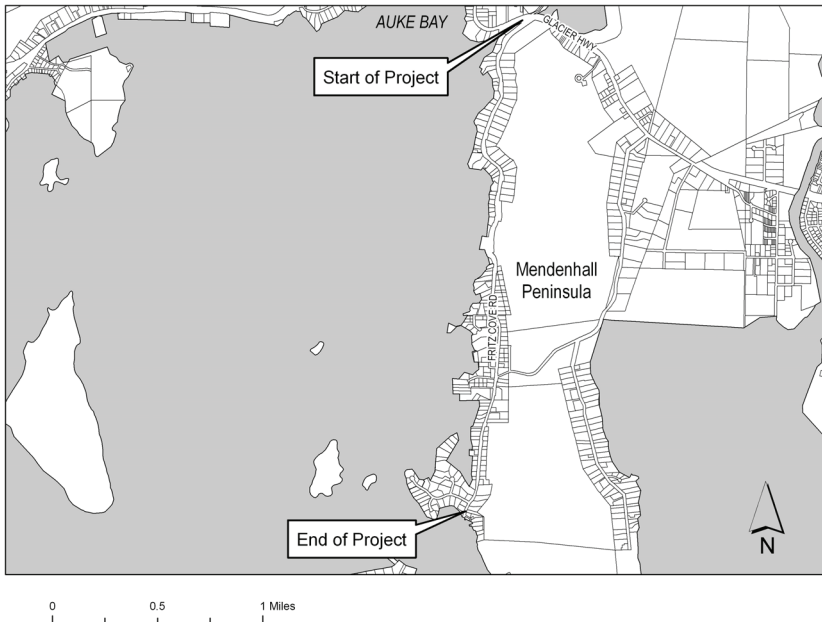 AUKE BAY
GLACIER HWY
Start of Project
Mendenhall
Peninsula
FRITZ COVE RD
End of Project
N
0 0.5 1 Miles